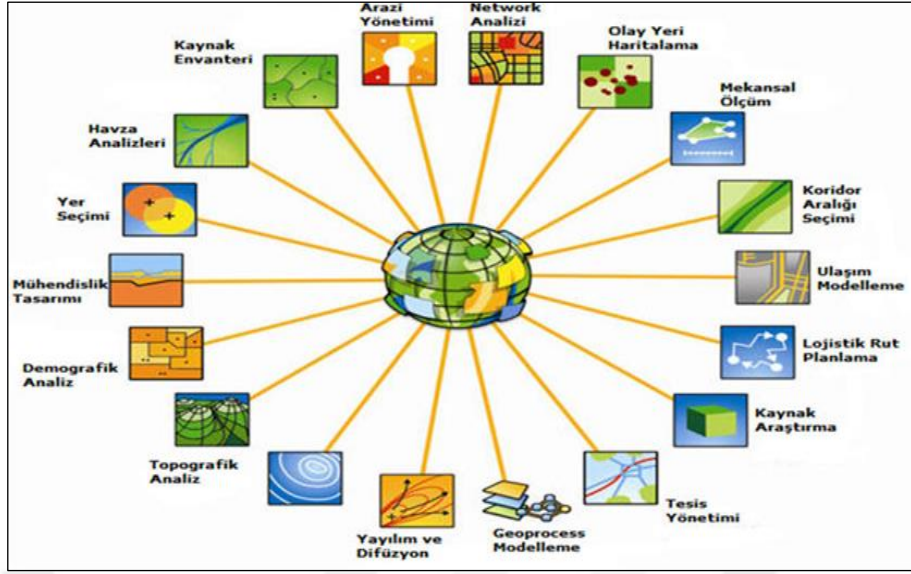 Arazi
Yönetimi
Network
Analizi
Olay Yeri
Haritalama
Mekansal
Ölçüm
Koridor
Aralığı
Seçimi
Ulaşım
Modelleme
Lojistik Rut
Planlama
Kaynak
Araştırma
Tesis
Yönetimi
Geoprocess
Modelleme
Yayılım ve
Difüzyon
Topografik
Analiz
Demografik
Analiz
Mühendislik
Tasarımı
Yer
Seçimi
Havza
Analizleri
Kaynak
Envanteri